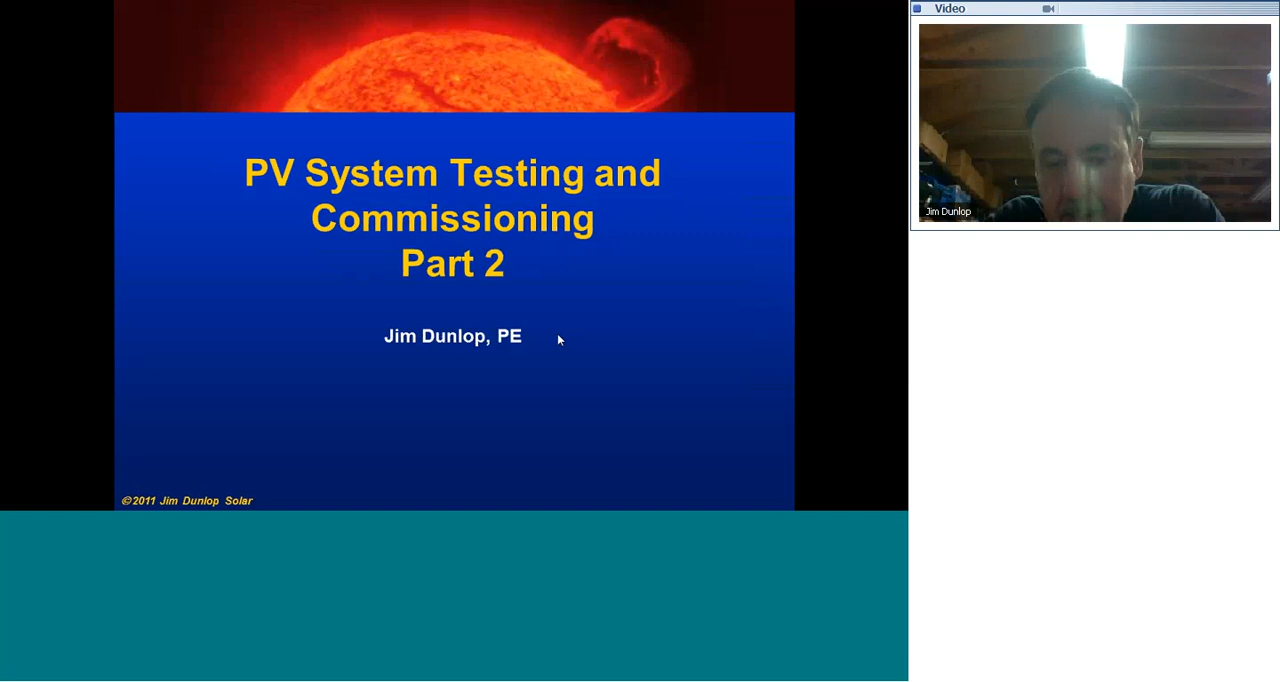 PV System Testing and
Commissioning
Part 2
Jim Dunlop, PE
©2011 Jim Dunlop Solar
Video
Jim Dunlop